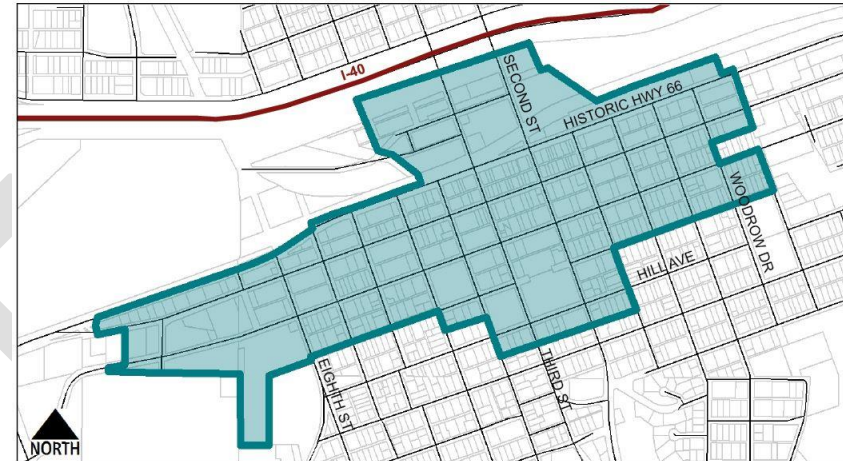 I-40
SECOND ST
HISTORIC HWY 66
WOODROW DR
HILL AVE
EIGHTH ST
THIRD ST
NORTH